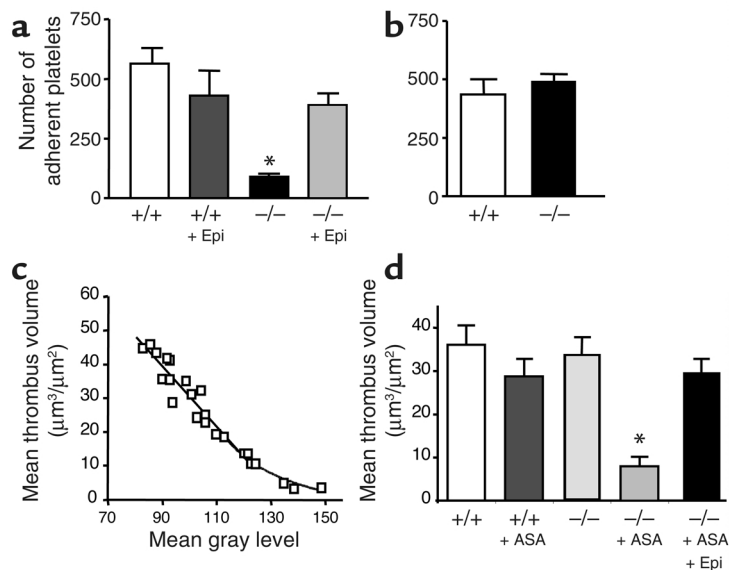 a
Number of
adherent platelets
750
500
250
0
+/+
+/+
+ Epi
–/–
–/–
+ Epi
*
b
750
500
250
0
+/+
–/–
c
Mean thrombus volume
(μm³/μm²)
60
50
40
30
20
10
0
70
90
110
130
150
Mean gray level
d
Mean thrombus volume
(μm³/μm²)
40
30
20
10
0
*
+/+
+/+
+ ASA
–/–
–/–
+ ASA
–/–
+ ASA
+ Epi